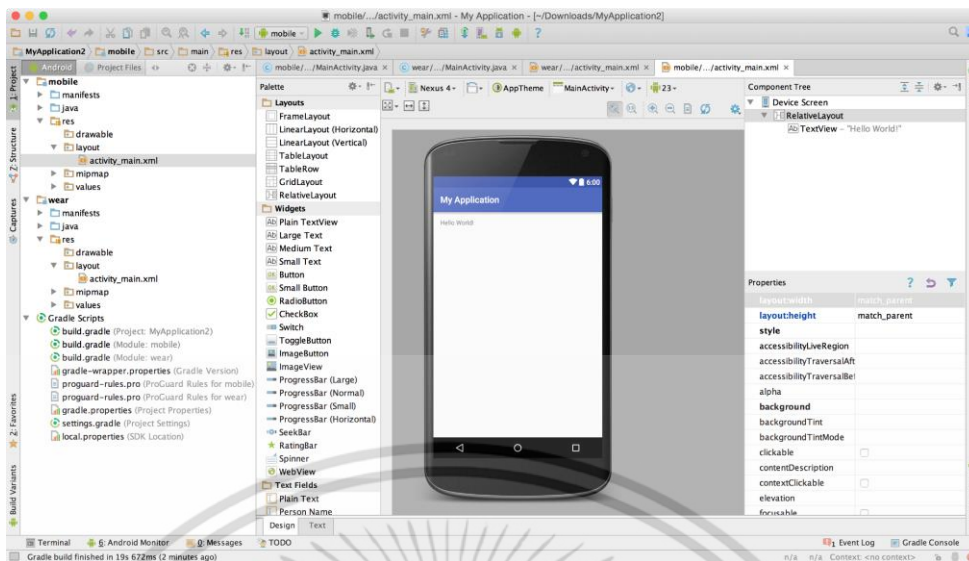 mobile/.../activity_main.xml - My Application - [~/Downloads/MyApplication2]
mobile
MyApplication2 mobile src main res layout activity_main.xml
1: Project
Z: Structure
Captures
2: Favorites
Build Variants
Android Project Files
mobile
manifests
java
res
drawable
layout
activity_main.xml
mipmap
values
wear
manifests
java
res
drawable
layout
activity_main.xml
mipmap
values
Gradle Scripts
build.gradle (Project: MyApplication2)
build.gradle (Module: mobile)
build.gradle (Module: wear)
gradle-wrapper.properties (Gradle Version)
proguard-rules.pro (ProGuard Rules for mobile)
proguard-rules.pro (ProGuard Rules for wear)
gradle.properties (Project Properties)
settings.gradle (Project Settings)
local.properties (SDK Location)
mobile/.../MainActivity.java wear/.../MainActivity.java wear/.../activity_main.xml mobile/.../activity_main.xml
Palette
Layouts
FrameLayout
LinearLayout (Horizontal)
LinearLayout (Vertical)
TableLayout
TableRow
GridLayout
RelativeLayout
Widgets
Plain TextView
Large Text
Medium Text
Small Text
Button
Small Button
RadioButton
CheckBox
Switch
ToggleButton
ImageButton
ImageView
ProgressBar (Large)
ProgressBar (Normal)
ProgressBar (Small)
ProgressBar (Horizontal)
SeekBar
RatingBar
Spinner
WebView
Text Fields
Plain Text
Person Name
Design Text
Nexus 4 AppTheme MainActivity 23
6:00
My Application
Hello World!
Component Tree
Device Screen
RelativeLayout
Ab TextView - "Hello World!"
Properties
layout:width match_parent
layout:height match_parent
style
accessibilityLiveRegion
accessibilityTraversalAft
accessibilityTraversalBef
alpha
background
backgroundTint
backgroundTintMode
clickable
contentDescription
contextClickable
elevation
focusable
Terminal 6: Android Monitor 0: Messages TODO 1 Event Log Gradle Console
Gradle build finished in 19s 672ms (2 minutes ago) n/a n/a Context: <no context>